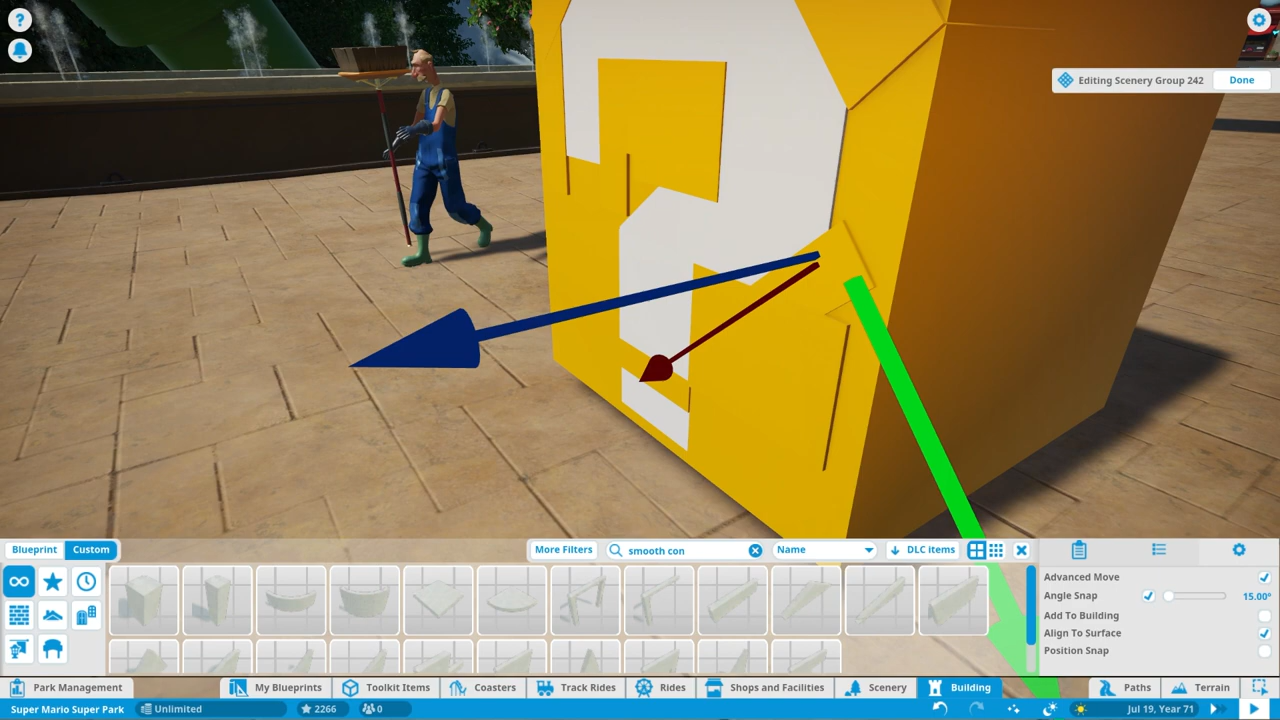 ?
Editing Scenery Group 242 Done
?
Blueprint Custom More Filters smooth con Name DLC items
Advanced Move
Angle Snap 15.00°
Add To Building
Align To Surface
Position Snap
Park Management My Blueprints Toolkit Items Coasters Track Rides Rides Shops and Facilities Scenery Building Paths Terrain
Super Mario Super Park Unlimited 2266 0 Jul 19, Year 71